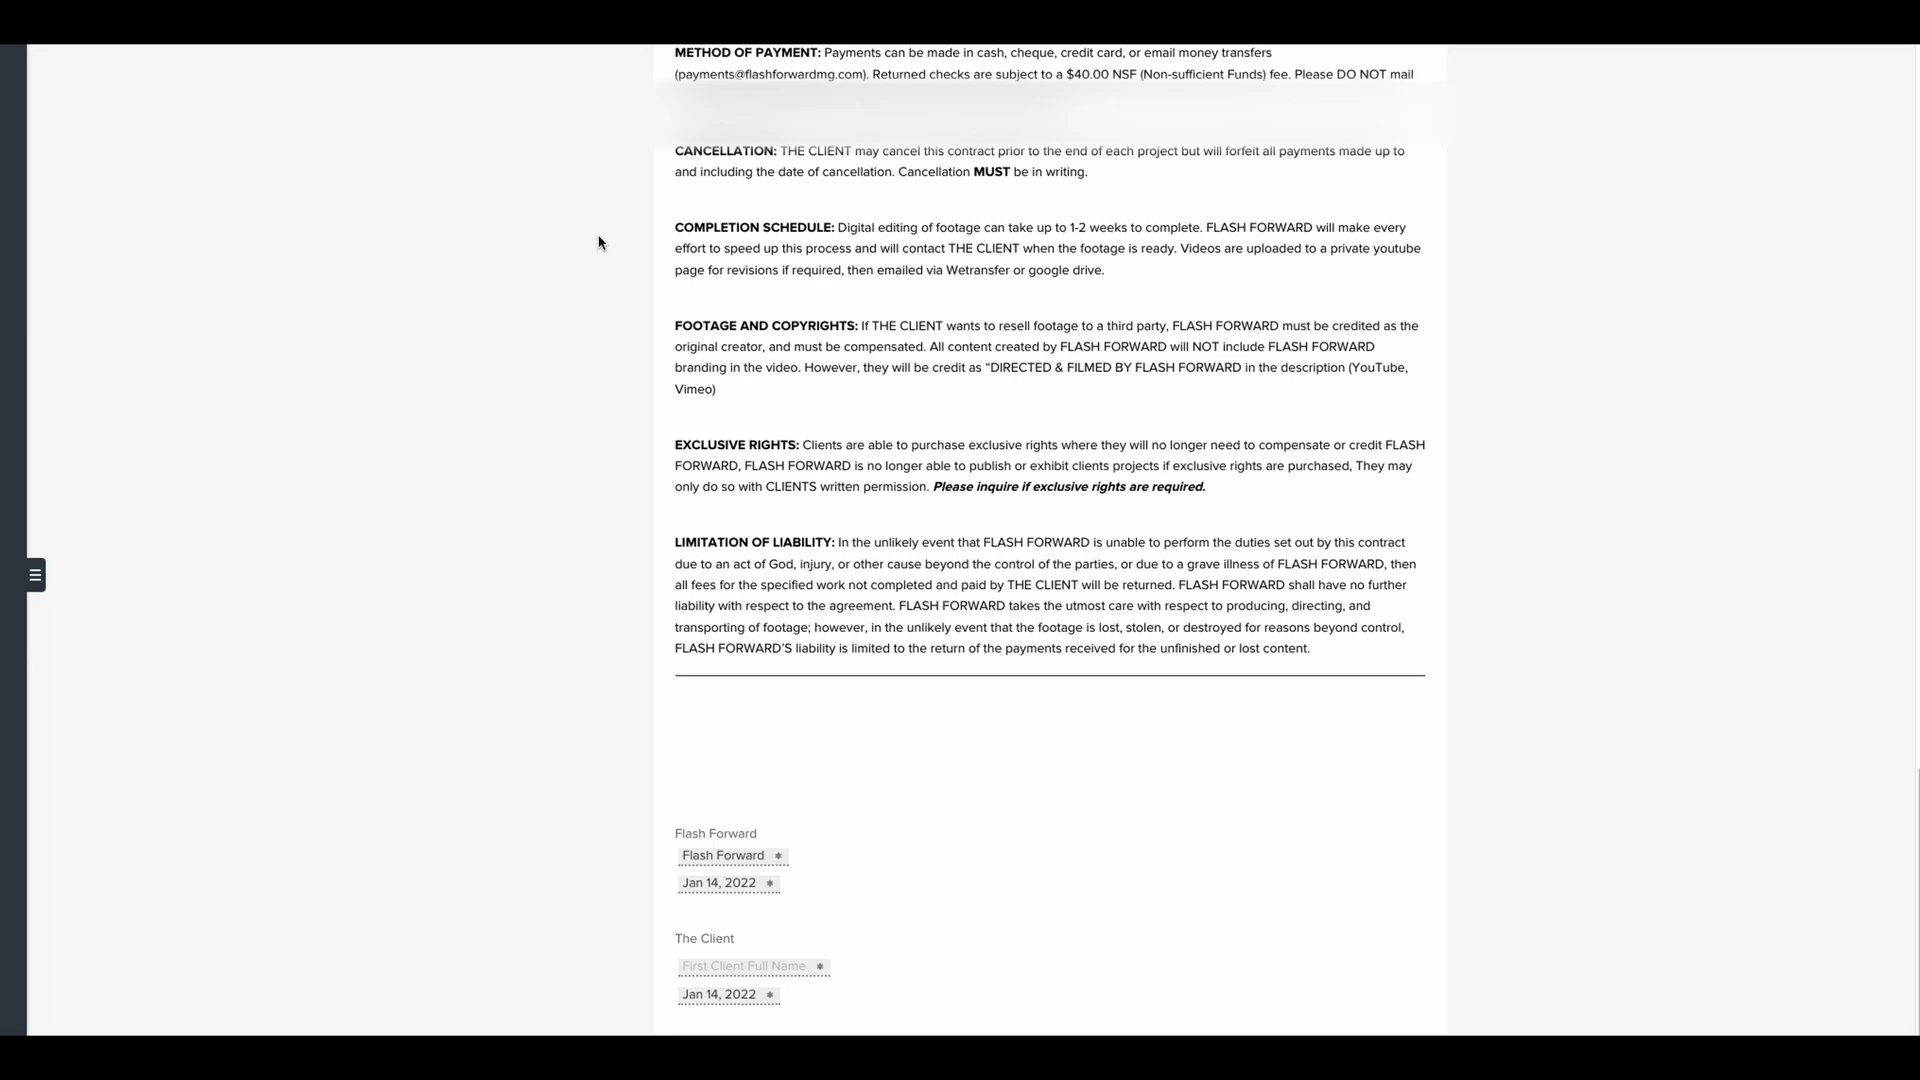 METHOD OF PAYMENT: Payments can be made in cash, cheque, credit card, or email money transfers
(payments@flashforwardmg.com). Returned checks are subject to a $40.00 NSF (Non-sufficient Funds) fee. Please DO NOT mail
CANCELLATION: THE CLIENT may cancel this contract prior to the end of each project but will forfeit all payments made up to
and including the date of cancellation. Cancellation MUST be in writing.
COMPLETION SCHEDULE: Digital editing of footage can take up to 1-2 weeks to complete. FLASH FORWARD will make every
effort to speed up this process and will contact THE CLIENT when the footage is ready. Videos are uploaded to a private youtube
page for revisions if required, then emailed via Wetransfer or google drive.
FOOTAGE AND COPYRIGHTS: If THE CLIENT wants to resell footage to a third party, FLASH FORWARD must be credited as the
original creator, and must be compensated. All content created by FLASH FORWARD will NOT include FLASH FORWARD
branding in the video. However, they will be credit as “DIRECTED & FILMED BY FLASH FORWARD in the description (YouTube,
Vimeo)
EXCLUSIVE RIGHTS: Clients are able to purchase exclusive rights where they will no longer need to compensate or credit FLASH
FORWARD, FLASH FORWARD is no longer able to publish or exhibit clients projects if exclusive rights are purchased, They may
only do so with CLIENTS written permission. Please inquire if exclusive rights are required.
LIMITATION OF LIABILITY: In the unlikely event that FLASH FORWARD is unable to perform the duties set out by this contract
due to an act of God, injury, or other cause beyond the control of the parties, or due to a grave illness of FLASH FORWARD, then
all fees for the specified work not completed and paid by THE CLIENT will be returned. FLASH FORWARD shall have no further
liability with respect to the agreement. FLASH FORWARD takes the utmost care with respect to producing, directing, and
transporting of footage; however, in the unlikely event that the footage is lost, stolen, or destroyed for reasons beyond control,
FLASH FORWARD’S liability is limited to the return of the payments received for the unfinished or lost content.
Flash Forward
Flash Forward *
Jan 14, 2022 *
The Client
First Client Full Name *
Jan 14, 2022 *